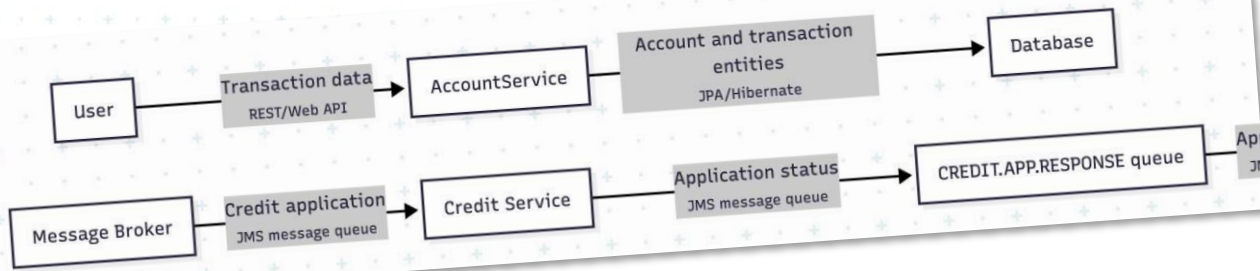 User
Transaction data
REST/Web API
AccountService
Account and transaction
entities
JPA/Hibernate
Database
Message Broker
Credit application
JMS message queue
Credit Service
Application status
JMS message queue
CREDIT.APP.RESPONSE queue